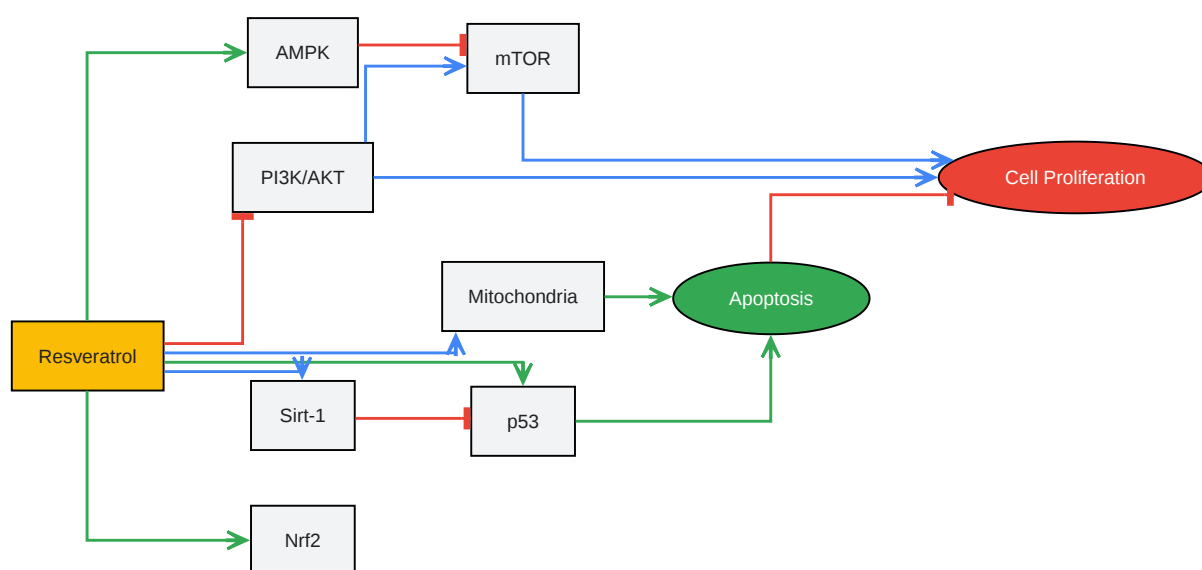 AMPK
mTOR
PI3K/AKT
Cell Proliferation
Mitochondria
Apoptosis
Resveratrol
Sirt-1
p53
Nrf2